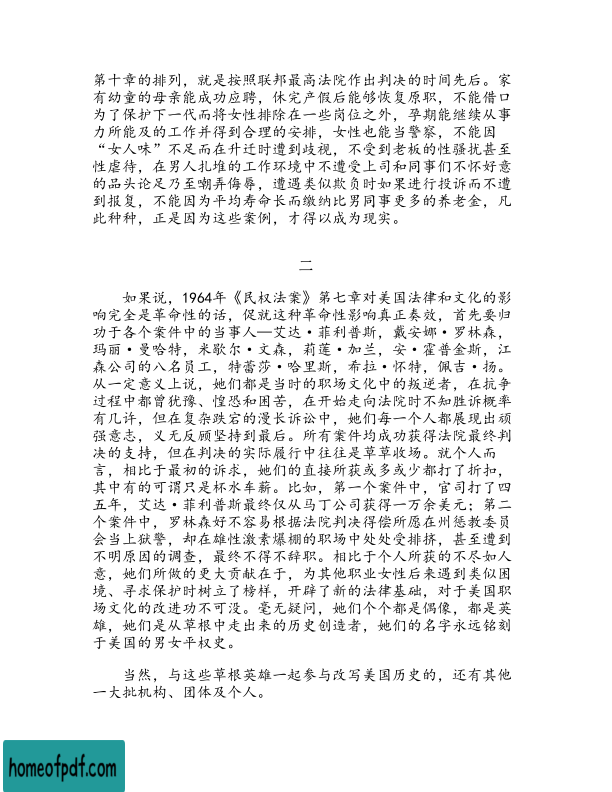 第十章的排列，就是按照联邦最高法院作出判决的时间先后。家
有幼童的母亲能成功应聘，休完产假后能够恢复原职，不能借口
为了保护下一代而将女性排除在一些岗位之外，孕期能继续从事
力所能及的工作并得到合理的安排，女性也能当警察，不能因
“女人味”不足而在升迁时遭到歧视，不受到老板的性骚扰甚至
性虐待，在男人扎堆的工作环境中不遭受上司和同事们不怀好意
的品头论足乃至嘲弄侮辱，遭遇类似欺负时如果进行投诉而不遭
到报复，不能因为平均寿命长而缴纳比男同事更多的养老金，凡
此种种，正是因为这些案例，才得以成为现实。
二
如果说，1964年《民权法案》第七章对美国法律和文化的影
响完全是革命性的话，促就这种革命性影响真正奏效，首先要归
功于各个案件中的当事人—艾达·菲利普斯，戴安娜·罗林森，
玛丽·曼哈特，米歇尔·文森，莉莲·加兰，安·霍普金斯，江
森公司的八名员工，特蕾莎·哈里斯，希拉·怀特，佩吉·扬。
从一定意义上说，她们都是当时的职场文化中的叛逆者，在抗争
过程中都曾犹豫、惶恐和困苦，在开始走向法院时不知胜诉概率
有几许，但在复杂跌宕的漫长诉讼中，她们每一个人都展现出顽
强意志，义无反顾坚持到最后。所有案件均成功获得法院最终判
决的支持，但在判决的实际履行中往往是草草收场。就个人而
言，相比于最初的诉求，她们的直接所获或多或少都打了折扣，
其中有的可谓只是杯水车薪。比如，第一个案件中，官司打了四
五年，艾达·菲利普斯最终仅从马丁公司获得一万余美元；第二
个案件中，罗林森好不容易根据法院判决得偿所愿在州惩教委员
会当上狱警，却在雄性激素爆棚的职场中处处受排挤，甚至遭到
不明原因的调查，最终不得不辞职。相比于个人所获的不尽如人
意，她们所做的更大贡献在于，为其他职业女性后来遇到类似困
境、寻求保护时树立了榜样，开辟了新的法律基础，对于美国职
场文化的改进功不可没。毫无疑问，她们个个都是偶像，都是英
雄，她们是从草根中走出来的历史创造者，她们的名字永远铭刻
于美国的男女平权史。
当然，与这些草根英雄一起参与改写美国历史的，还有其他
一大批机构、团体及个人。
homeofpdf.com